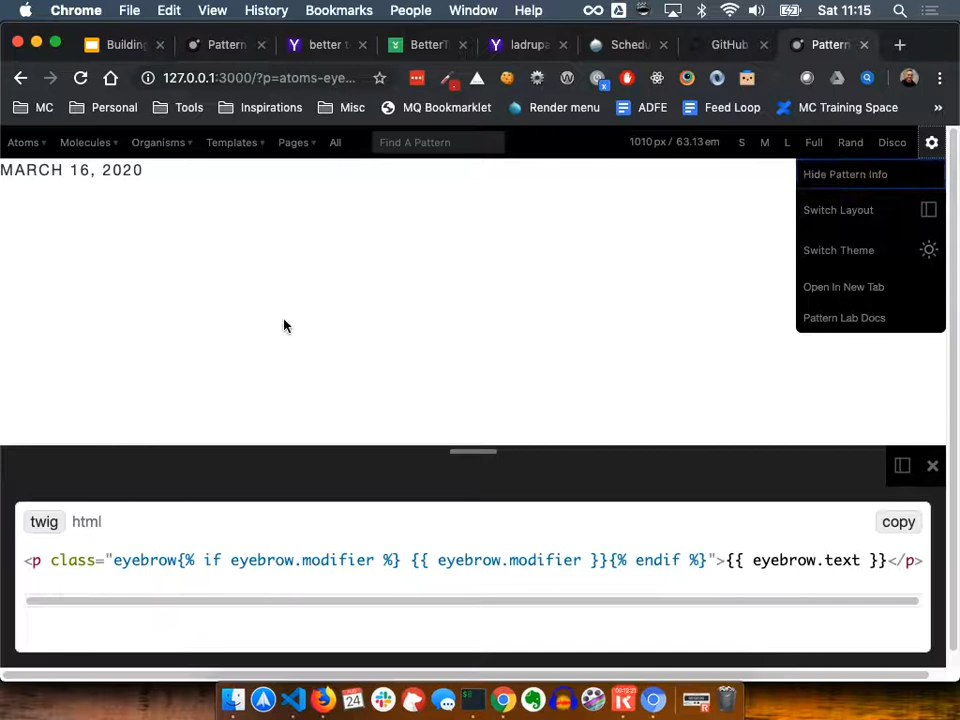 Chrome File Edit View History Bookmarks People Window Help Sat 11:15
Building Pattern better t BetterT ladrupa Schedu GitHub Pattern
127.0.0.1:3000/?p=atoms-eye...
MC Personal Tools Inspirations Misc MQ Bookmarklet Render menu ADFE Feed Loop MC Training Space »
Atoms Molecules Organisms Templates Pages All Find A Pattern 1010px / 63.13em S M L Full Rand Disco
MARCH 16, 2020
Hide Pattern Info
Switch Layout
Switch Theme
Open In New Tab
Pattern Lab Docs
twig html copy
<p class="eyebrow{% if eyebrow.modifier %} {{ eyebrow.modifier }}{% endif %}">{{ eyebrow.text }}</p>